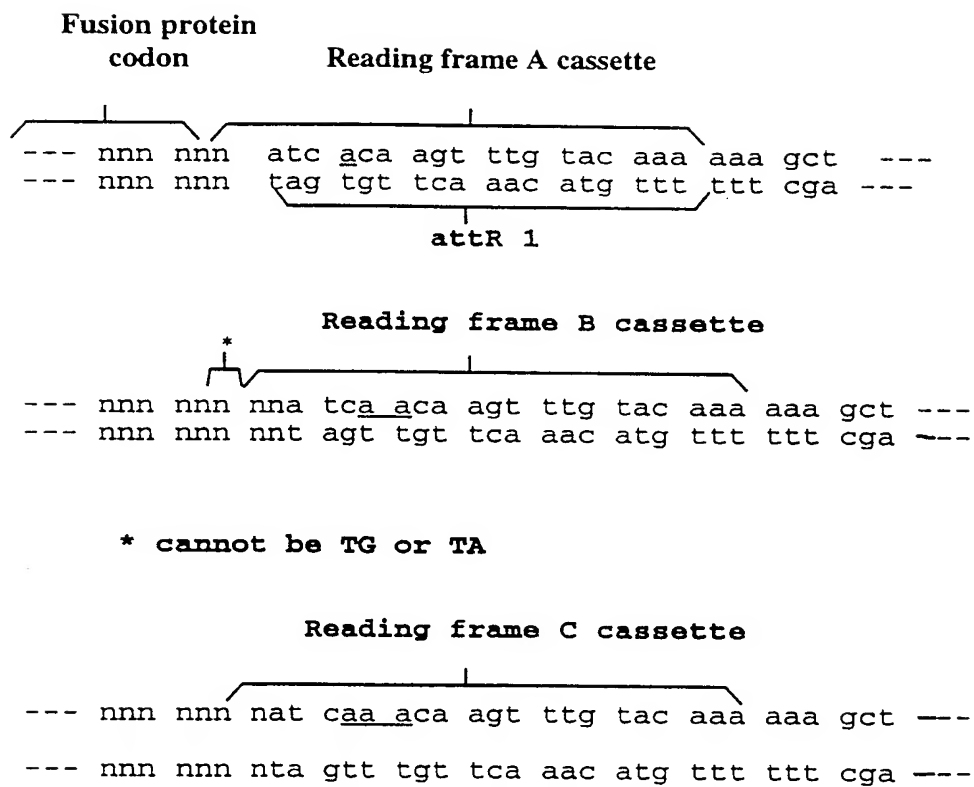 Fusion protein
codon
Reading frame A cassette
--- nnn nnn atc aca agt ttg tac aaa aaa gct ---
--- nnn nnn tag tgt tca aac atg ttt ttt cga ---
attR 1
Reading frame B cassette
*
--- nnn nnn nna tca aca agt ttg tac aaa aaa gct ---
--- nnn nnn nnt agt tgt tca aac atg ttt ttt cga ---
* cannot be TG or TA
Reading frame C cassette
--- nnn nnn nat caa aca agt ttg tac aaa aaa gct ---
--- nnn nnn nta gtt tgt tca aac atg ttt ttt cga ---